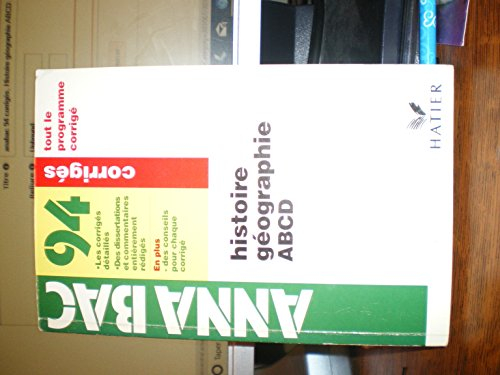 ANNA BAC
94
corrigés
tout le
programme
corrigé
• Les corrigés
détaillés
• Des dissertations
et commentaires
entièrement
rédigés
En plus
• des conseils
pour chaque
corrigé
histoire
géographie
ABCD
HATIER
Titre